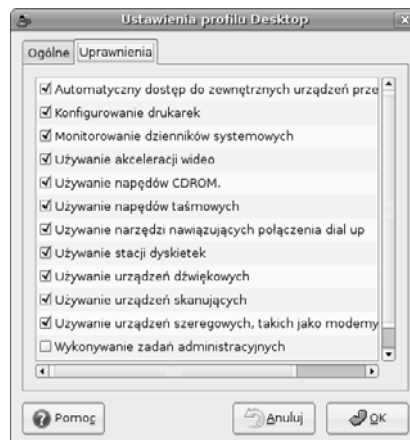 Ustawienia profilu Desktop
Ogólne Uprawnienia
Automatyczny dostęp do zewnętrznych urządzeń prze
Konfigurowanie drukarek
Monitorowanie dzienników systemowych
Używanie akceleracji wideo
Używanie napędów CDROM.
Używanie napędów taśmowych
Używanie narzędzi nawiązujących połączenia dial up
Używanie stacji dyskietek
Używanie urządzeń dźwiękowych
Używanie urządzeń skanujących
Używanie urządzeń szeregowych, takich jako modemy
Wykonywanie zadań administracyjnych
Pomoc Anuluj OK